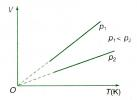 V
p₁
p₁ < p₂
p₂
O
T(K)